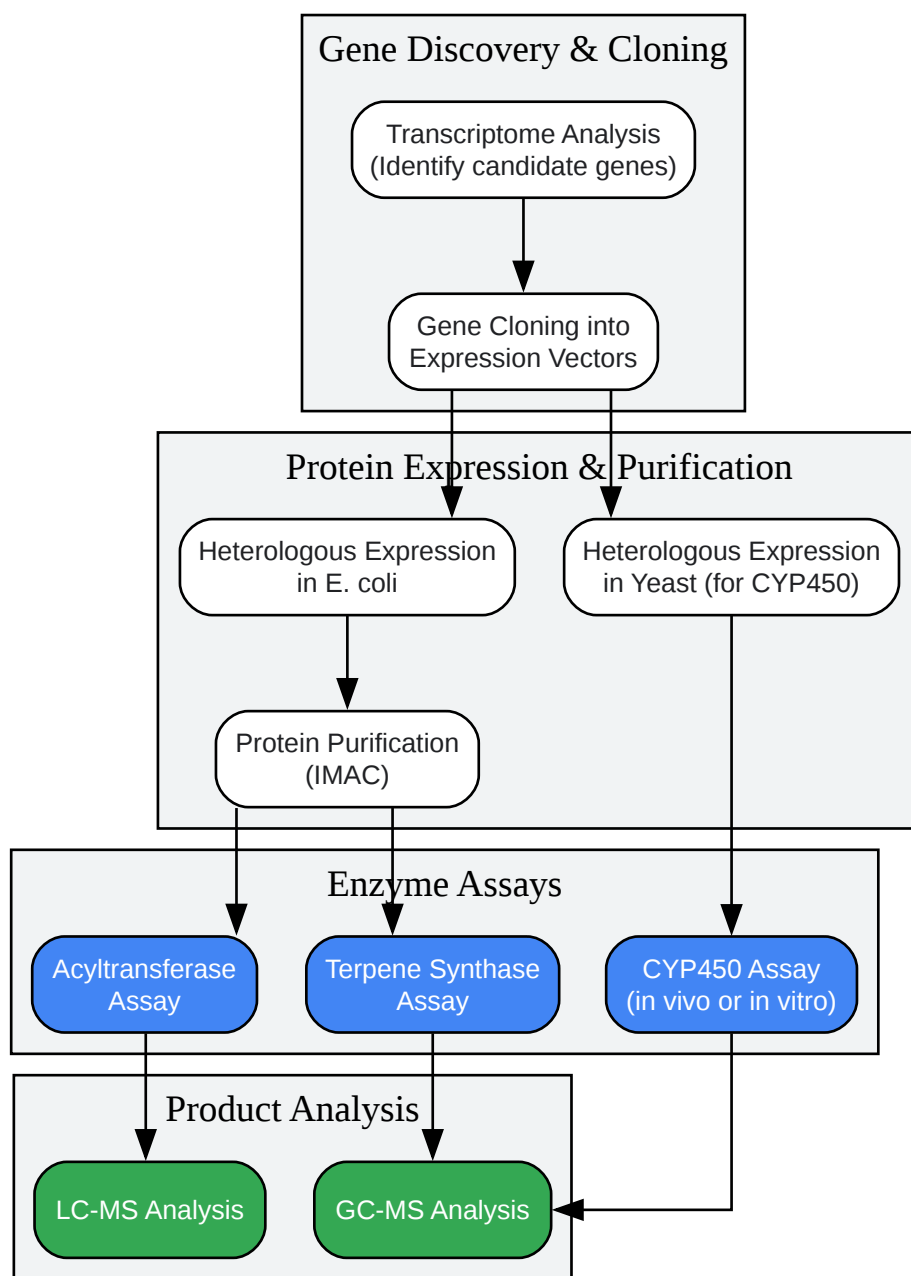 Gene Discovery & Cloning
Transcriptome Analysis
(Identify candidate genes)
Gene Cloning into
Expression Vectors
Protein Expression & Purification
Heterologous Expression
in E. coli
Heterologous Expression
in Yeast (for CYP450)
Protein Purification
(IMAC)
Enzyme Assays
Acyltransferase
Assay
Terpene Synthase
Assay
CYP450 Assay
(in vivo or in vitro)
Product Analysis
LC-MS Analysis
GC-MS Analysis